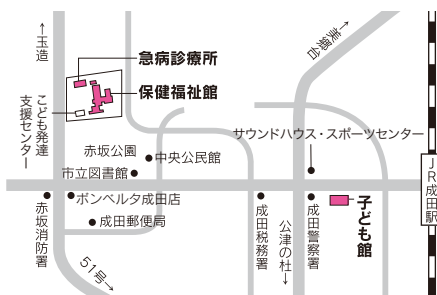 ←玉造
急病診療所
保健福祉館
こども発達
支援センター
←美郷台
サウンドハウス・スポーツセンター
赤坂公園
中央公民館
市立図書館
ボンベルタ成田店
成田郵便局
赤坂消防署
51号→
成田税務署
公津の杜→
成田警察署
子ども館
JR成田駅